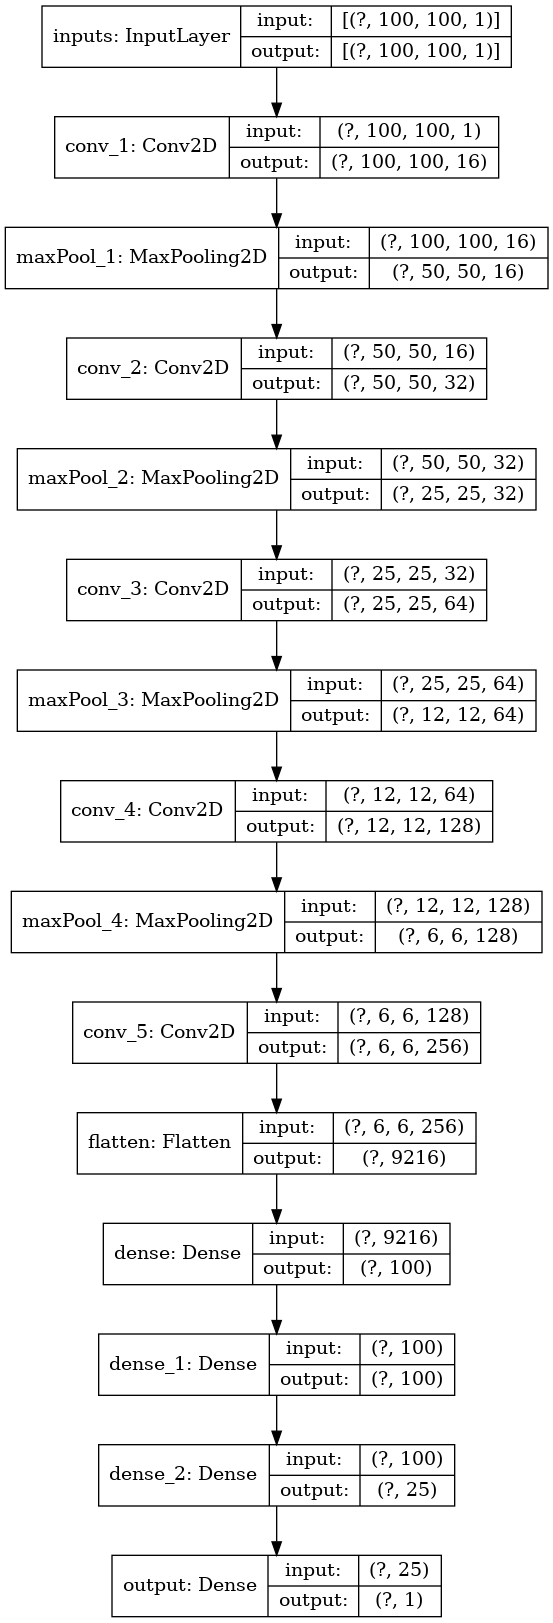 inputs: InputLayer input: [(?, 100, 100, 1)]
output: [(?, 100, 100, 1)]
conv_1: Conv2D input: (?, 100, 100, 1)
output: (?, 100, 100, 16)
maxPool_1: MaxPooling2D input: (?, 100, 100, 16)
output: (?, 50, 50, 16)
conv_2: Conv2D input: (?, 50, 50, 16)
output: (?, 50, 50, 32)
maxPool_2: MaxPooling2D input: (?, 50, 50, 32)
output: (?, 25, 25, 32)
conv_3: Conv2D input: (?, 25, 25, 32)
output: (?, 25, 25, 64)
maxPool_3: MaxPooling2D input: (?, 25, 25, 64)
output: (?, 12, 12, 64)
conv_4: Conv2D input: (?, 12, 12, 64)
output: (?, 12, 12, 128)
maxPool_4: MaxPooling2D input: (?, 12, 12, 128)
output: (?, 6, 6, 128)
conv_5: Conv2D input: (?, 6, 6, 128)
output: (?, 6, 6, 256)
flatten: Flatten input: (?, 6, 6, 256)
output: (?, 9216)
dense: Dense input: (?, 9216)
output: (?, 100)
dense_1: Dense input: (?, 100)
output: (?, 100)
dense_2: Dense input: (?, 100)
output: (?, 25)
output: Dense input: (?, 25)
output: (?, 1)